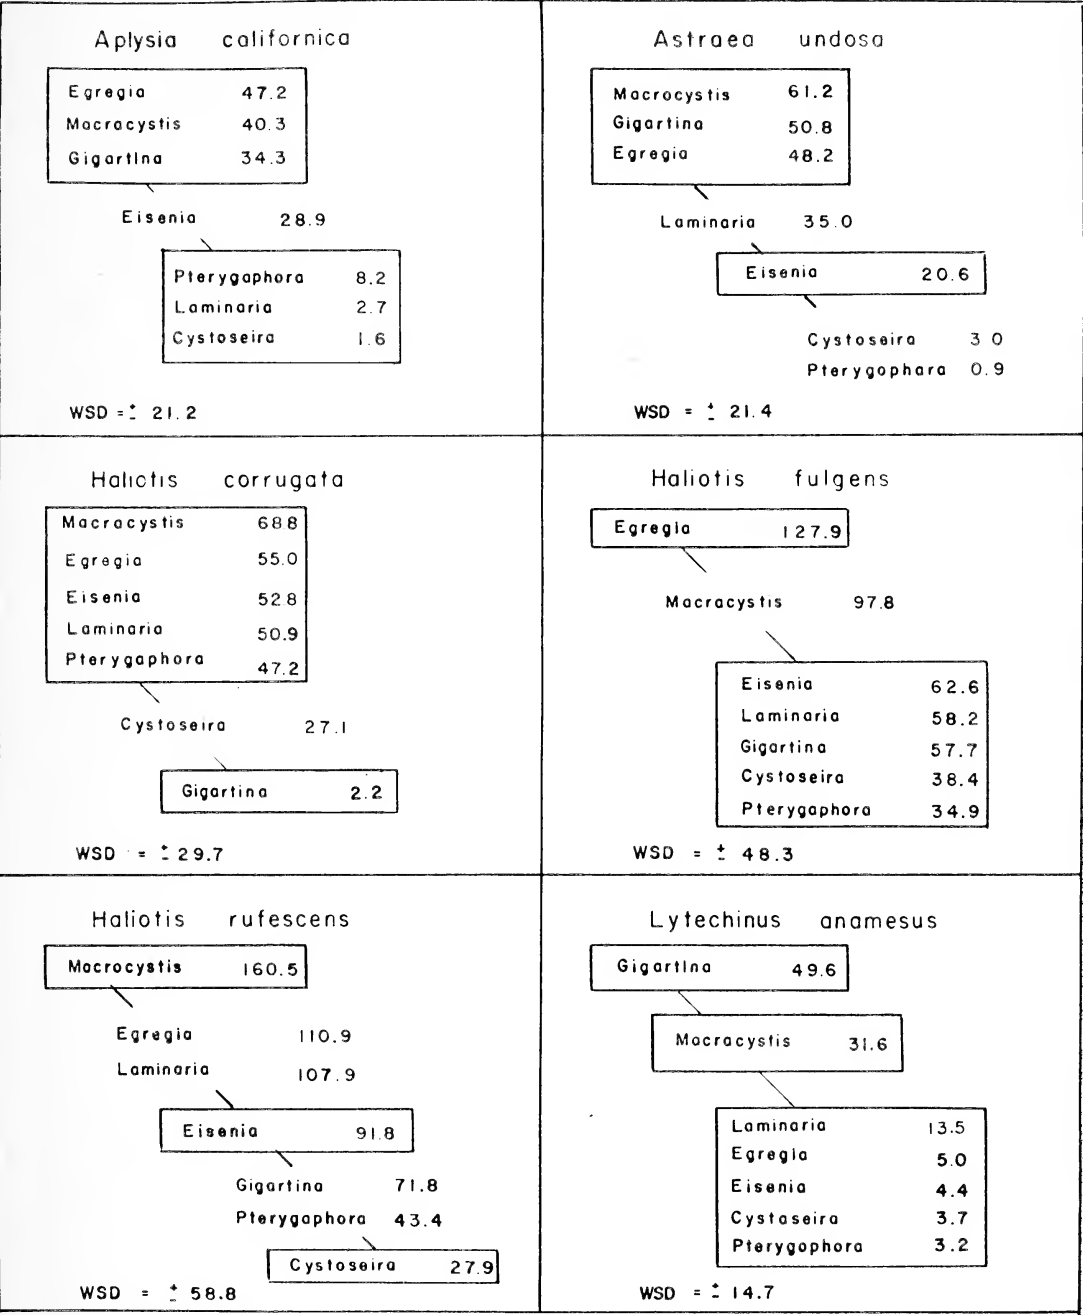 Aplysia californica
Egregia 47.2
Macracystis 40.3
Gigartina 34.3
Eisenia 28.9
Pterygaphora 8.2
Laminaria 2.7
Cystoseira 1.6
WSD = ± 21.2
Astraea undosa
Macrocystis 61.2
Gigartina 50.8
Egregia 48.2
Laminaria 35.0
Eisenia 20.6
Cystoseira 3 0
Pterygophara 0.9
WSD = ± 21.4
Haliotis corrugata
Macracystis 68 8
Egregia 55.0
Eisenia 52 8
Laminaria 50.9
Pterygaphora 47.2
Cystoseira 27.1
Gigartina 2.2
WSD = ± 29.7
Haliotis fulgens
Egregia 127.9
Macracystis 97.8
Eisenia 62.6
Laminaria 58.2
Gigartina 57.7
Cystoseira 38.4
Pterygaphora 34.9
WSD = ± 48.3
Haliotis rufescens
Macrocystis 160.5
Egregia 110.9
Laminaria 107.9
Eisenia 91.8
Gigartina 71.8
Pterygaphora 43.4
Cystoseira 27.9
WSD = ± 58.8
Lytechinus anamesus
Gigartina 49.6
Macracystis 31.6
Laminaria 13.5
Egregia 5.0
Eisenia 4.4
Cystaseira 3.7
Pterygophora 3.2
WSD = ± 14.7